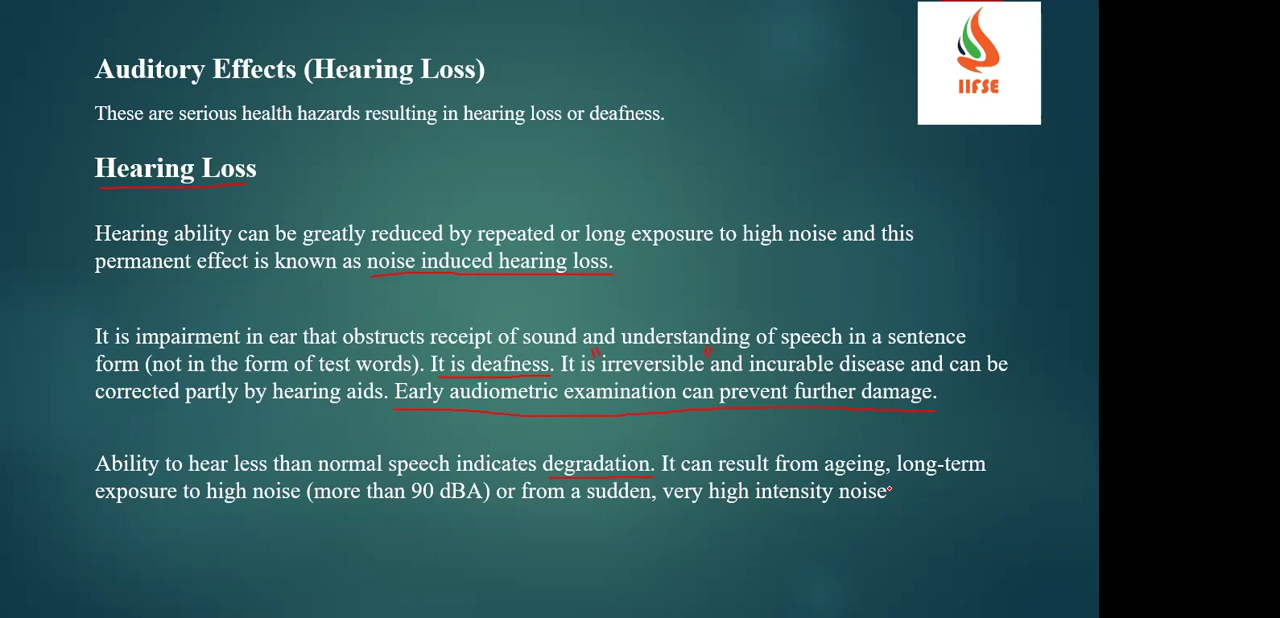 IIFSE
Auditory Effects (Hearing Loss)
These are serious health hazards resulting in hearing loss or deafness.
Hearing Loss
Hearing ability can be greatly reduced by repeated or long exposure to high noise and this
permanent effect is known as noise induced hearing loss.
It is impairment in ear that obstructs receipt of sound and understanding of speech in a sentence
form (not in the form of test words). It is deafness. It is "irreversible" and incurable disease and can be
corrected partly by hearing aids. Early audiometric examination can prevent further damage.
Ability to hear less than normal speech indicates degradation. It can result from ageing, long-term
exposure to high noise (more than 90 dBA) or from a sudden, very high intensity noise